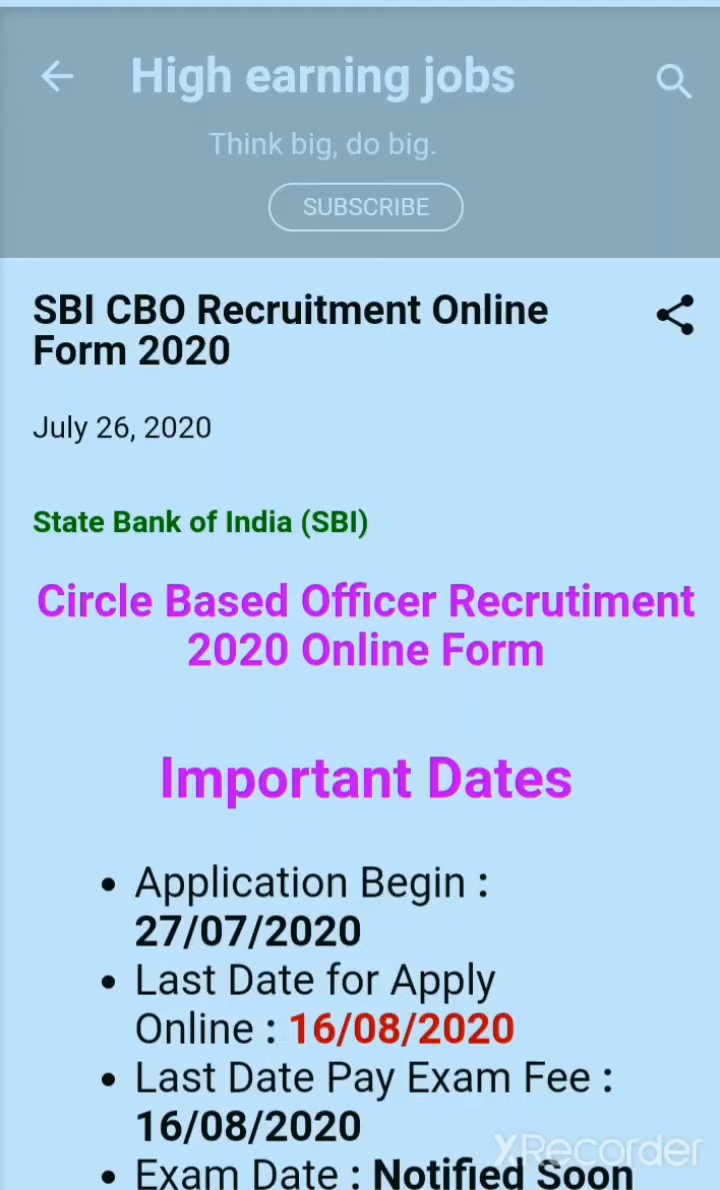 High earning jobs
Think big, do big.
SUBSCRIBE
SBI CBO Recruitment Online
Form 2020
July 26, 2020
State Bank of India (SBI)
Circle Based Officer Recrutiment
2020 Online Form
Important Dates
• Application Begin :
27/07/2020
• Last Date for Apply
Online : 16/08/2020
• Last Date Pay Exam Fee :
16/08/2020
• Exam Date : Notified Soon
XRecorder